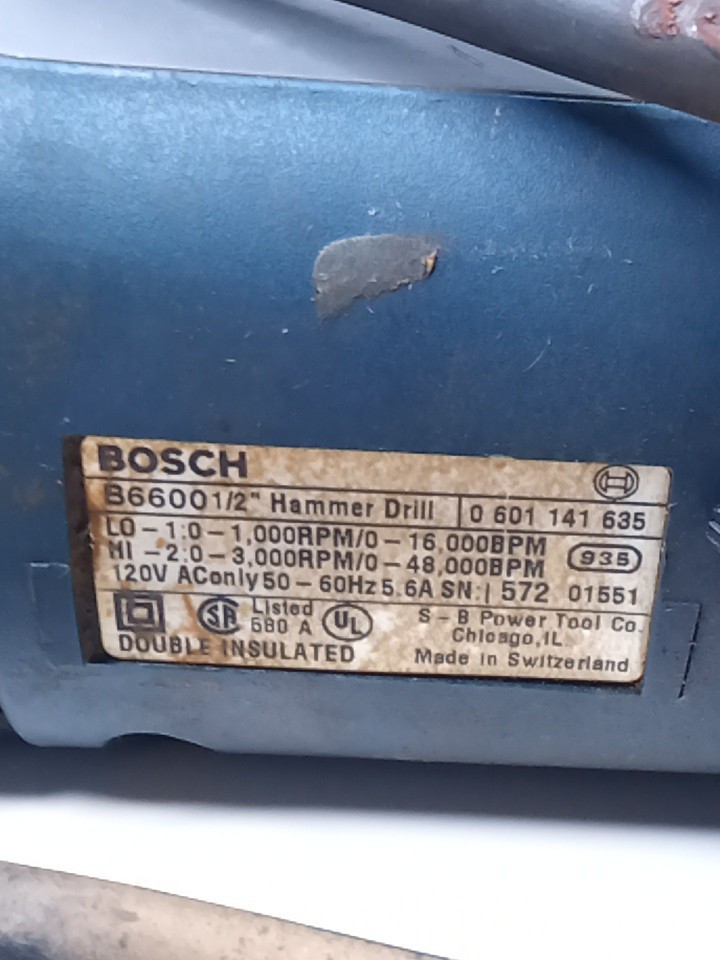 BOSCH
B6600 1/2" Hammer Drill 0 601 141 635
LO - 1:0 - 1,000RPM/0 - 16,000BPM
HI - 2:0 - 3,000RPM/0 - 48,000BPM 935
120V AC only 50 - 60Hz 5.6A SN: 572 01551
SA Listed 580 A UL S - B Power Tool Co.
Chicago, IL
DOUBLE INSULATED Made in Switzerland